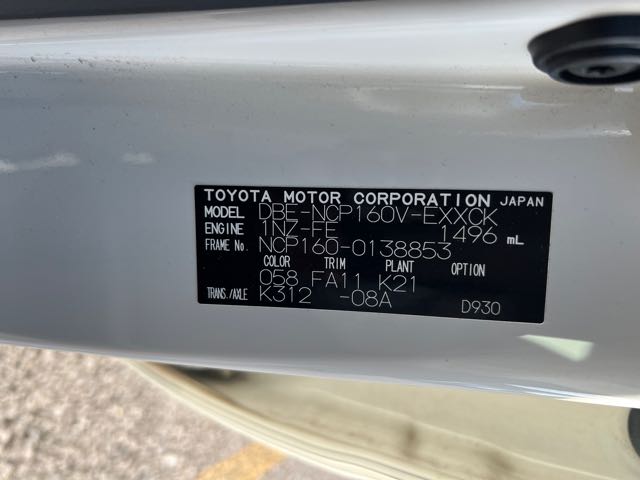 TOYOTA MOTOR CORPORATION JAPAN
MODEL DBE-NCP160V-EXXCK
ENGINE 1NZ-FE 1496 mL
FRAME No. NCP160-0138853
COLOR TRIM PLANT OPTION
058 FA11 K21
TRANS./AXLE K312 -08A D930